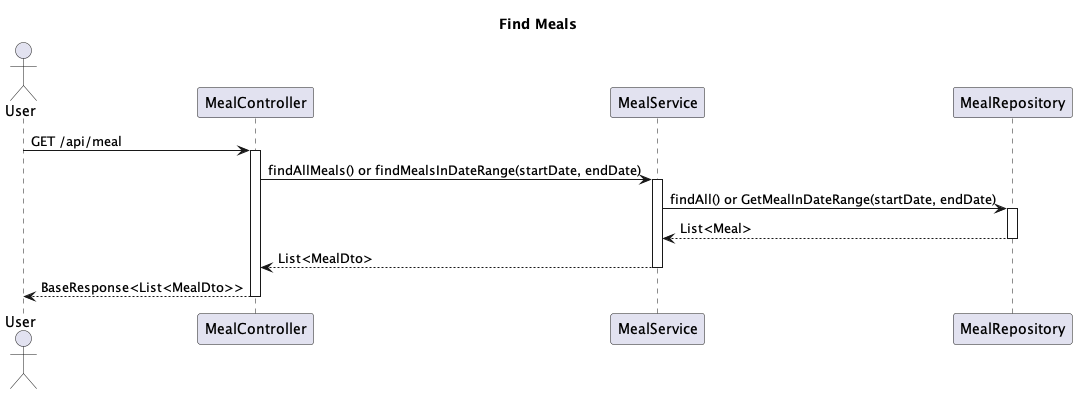 Find Meals
User
MealController
MealService
MealRepository
GET /api/meal
findAllMeals() or findMealsInDateRange(startDate, endDate)
findAll() or GetMealInDateRange(startDate, endDate)
List<Meal>
List<MealDto>
BaseResponse<List<MealDto>>
User
MealController
MealService
MealRepository